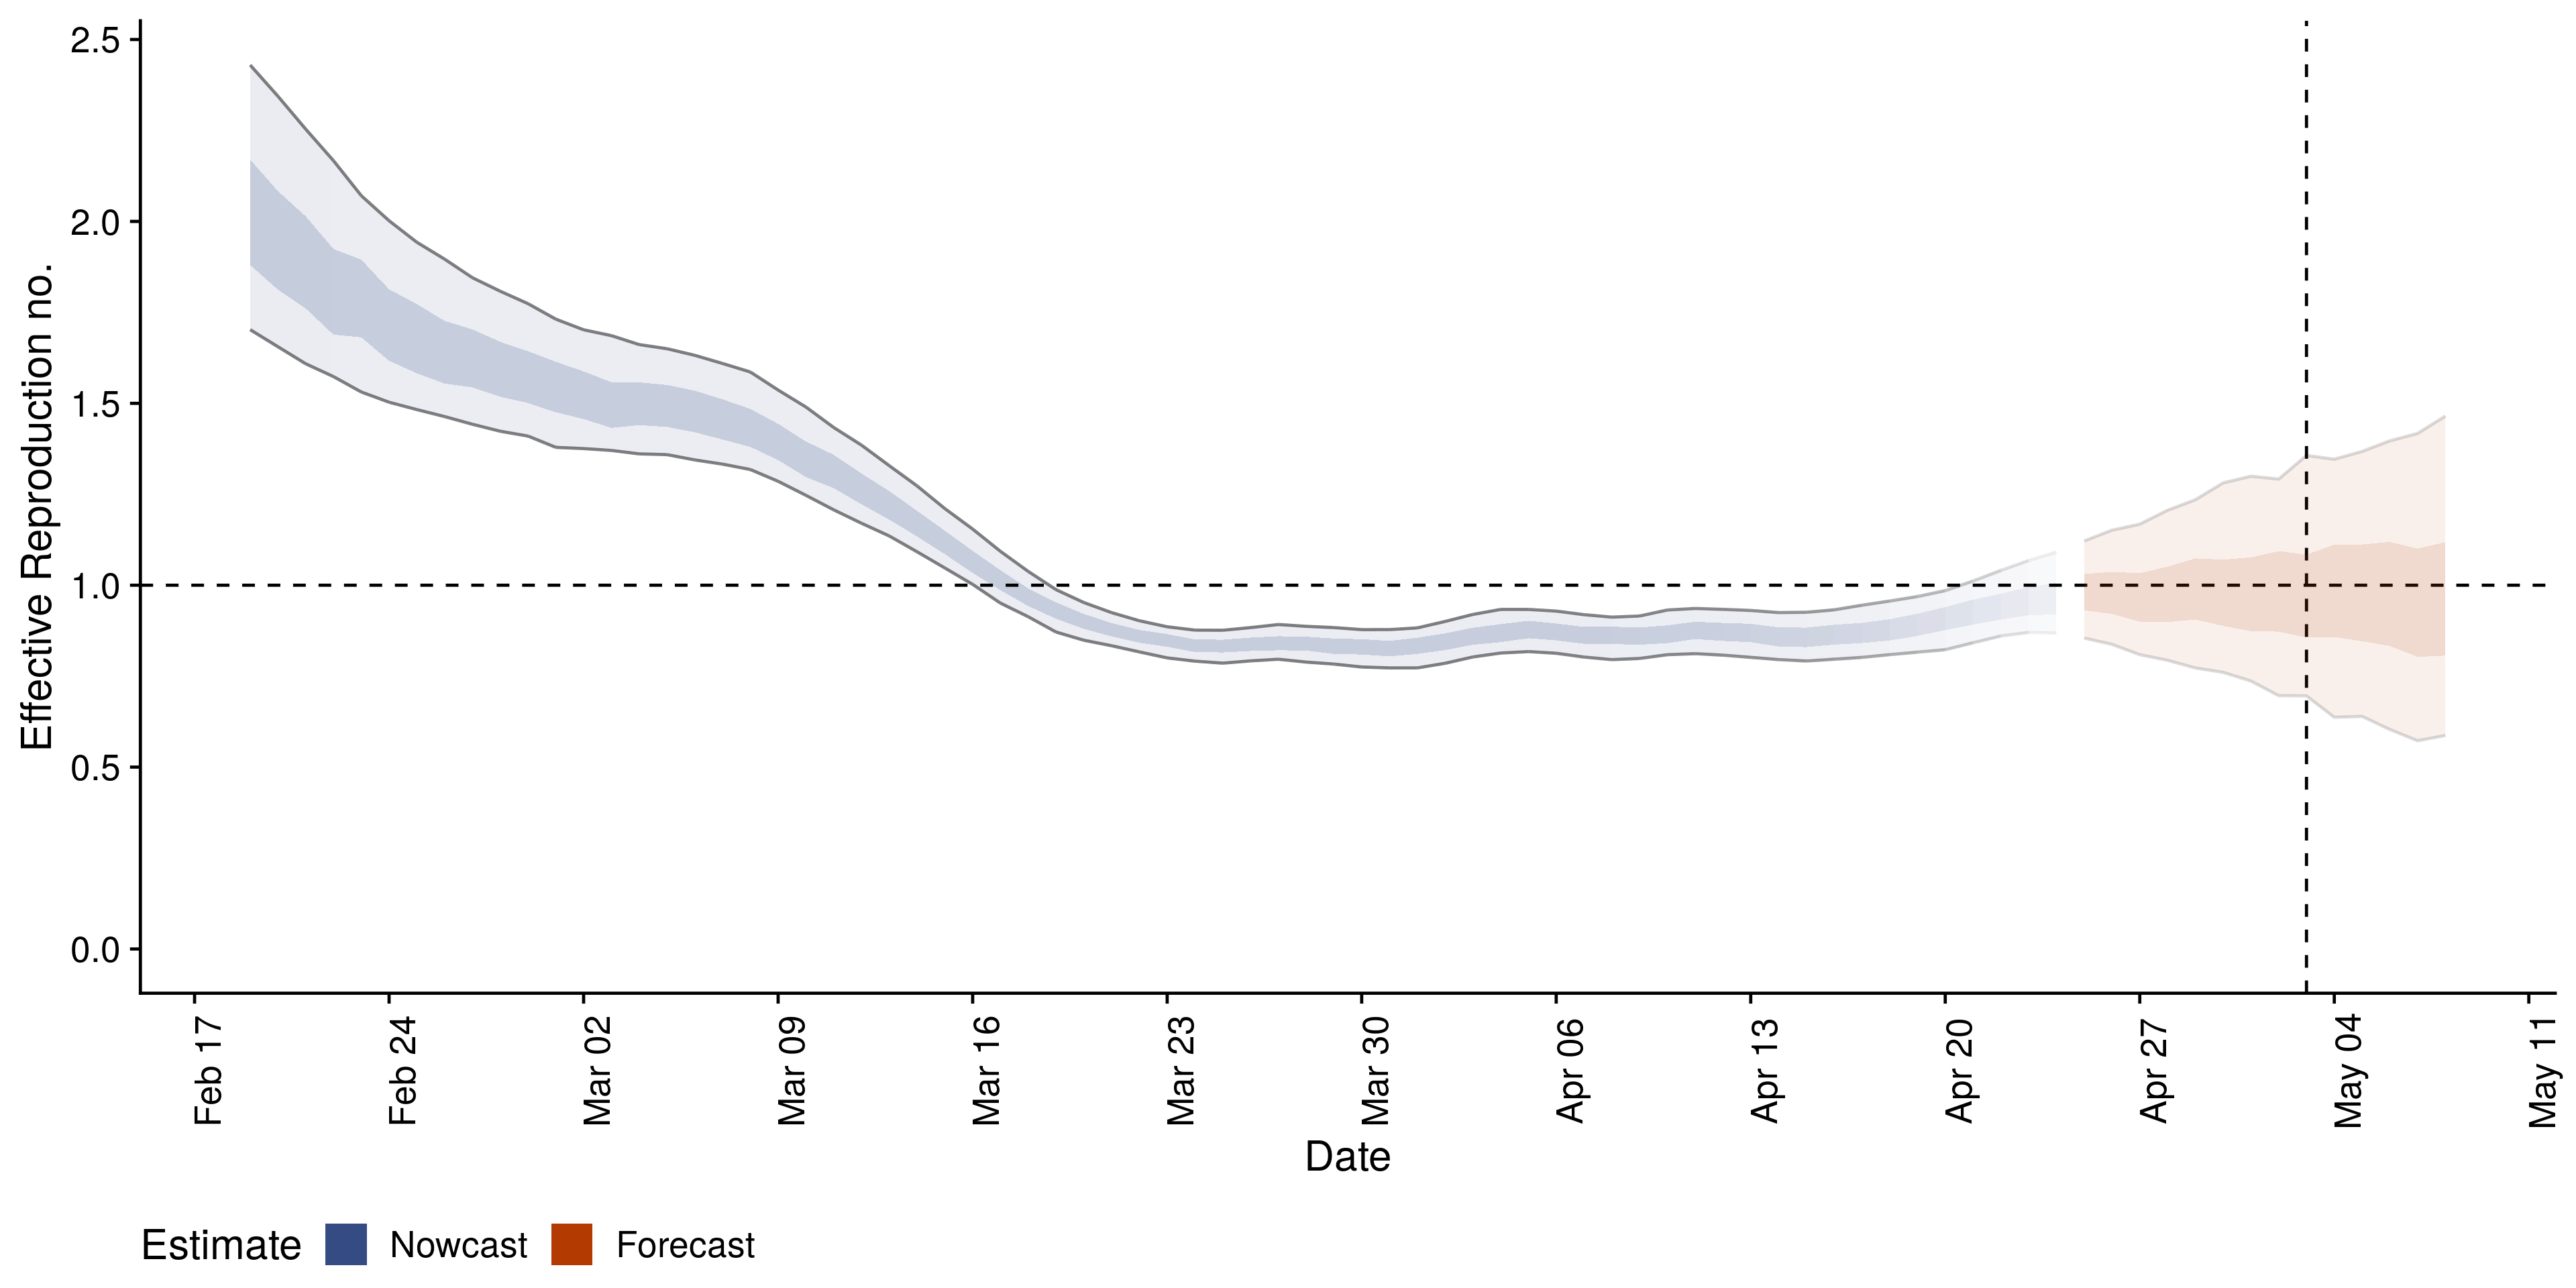 Effective Reproduction no.
2.5
2.0
1.5
1.0
0.5
0.0
Feb 17
Feb 24
Mar 02
Mar 09
Mar 16
Mar 23
Mar 30
Apr 06
Apr 13
Apr 20
Apr 27
May 04
May 11
Date
Estimate Nowcast Forecast